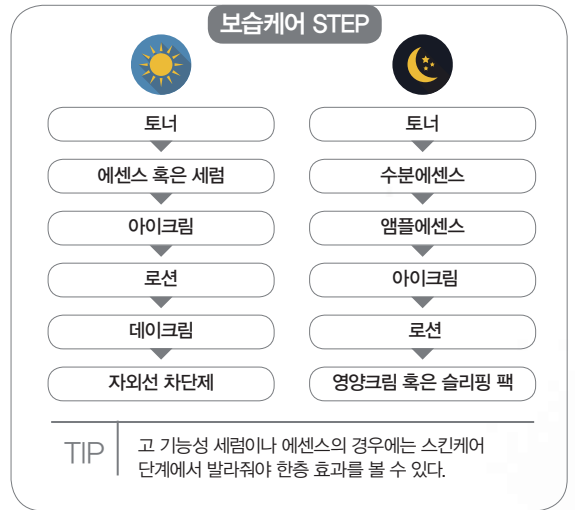 보습케어 STEP
토너
에센스 혹은 세럼
아이크림
로션
데이크림
자외선 차단제
토너
수분에센스
앰플에센스
아이크림
로션
영양크림 혹은 슬리핑 팩
TIP
고 기능성 세럼이나 에센스의 경우에는 스킨케어
단계에서 발라줘야 한층 효과를 볼 수 있다.